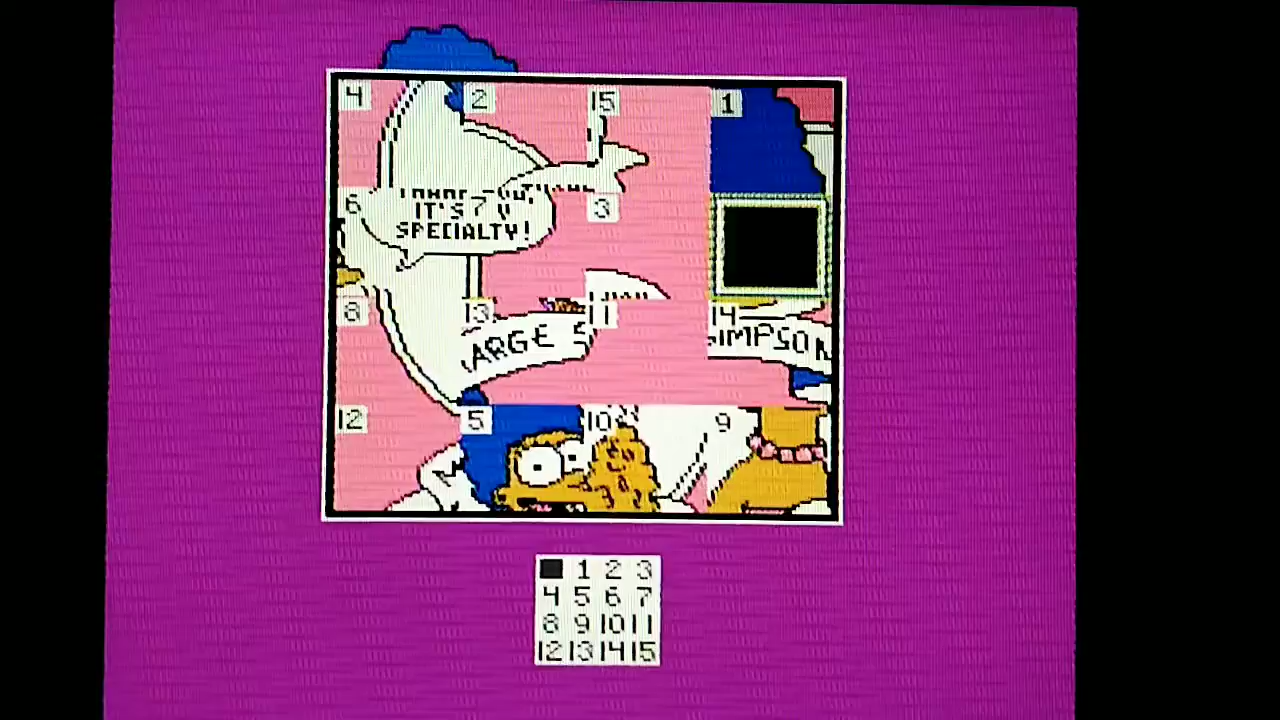 4 2 15 1
6 IT'S 7 Y 3
SPECIALTY!
8 13 11 14
ARGE S IMPSON
12 5 10 9
1 2 3
4 5 6 7
8 9 10 11
12 13 14 15